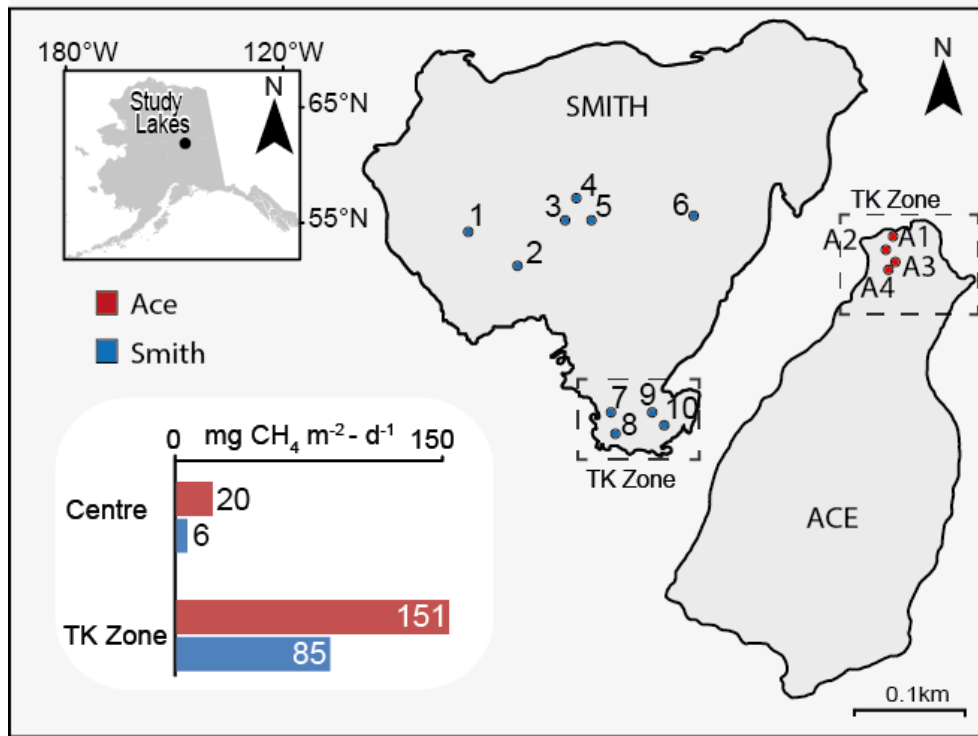 180°W 120°W
N
65°N
Study
Lakes
55°N
Ace
Smith
0 mg CH₄ m⁻² - d⁻¹ 150
Centre
20
6
TK Zone
151
85
SMITH
1
2
3
4
5
6
7
8
9
10
TK Zone
N
TK Zone
A1
A2
A3
A4
ACE
0.1km